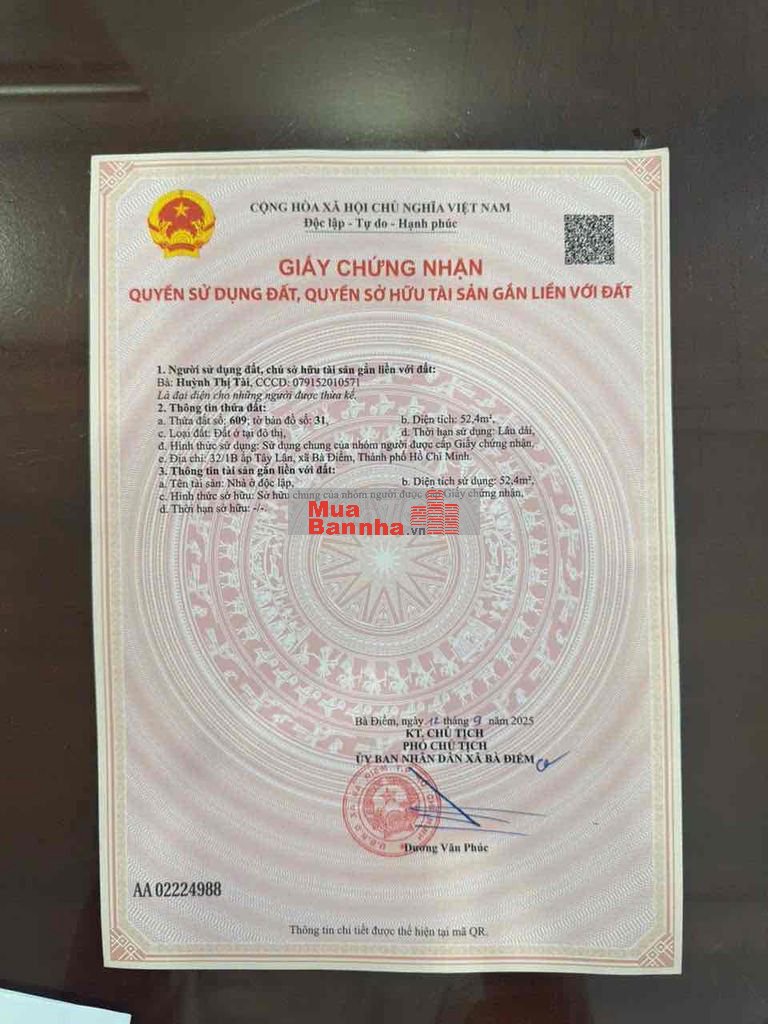 CỘNG HÒA XÃ HỘI CHỦ NGHĨA VIỆT NAM
Độc lập - Tự do - Hạnh phúc
GIẤY CHỨNG NHẬN
QUYỀN SỬ DỤNG ĐẤT, QUYỀN SỞ HỮU TÀI SẢN GẮN LIỀN VỚI ĐẤT
1. Người sử dụng đất, chủ sở hữu tài sản gắn liền với đất:
Bà: Huỳnh Thị Tài, CCCD: 079152010571
Là đại diện cho những người được thừa kế.
2. Thông tin thửa đất:
a. Thửa đất số: 609; tờ bản đồ số: 31, b. Diện tích: 52,4m²,
c. Loại đất: Đất ở tại đô thị, d. Thời hạn sử dụng: Lâu dài,
đ. Hình thức sử dụng: Sử dụng chung của nhóm người được cấp Giấy chứng nhận,
e. Địa chỉ: 32/1B ấp Tây Lân, xã Bà Điểm, Thành phố Hồ Chí Minh.
3. Thông tin tài sản gắn liền với đất:
a. Tên tài sản: Nhà ở độc lập, b. Diện tích sử dụng: 52,4m²,
c. Hình thức sở hữu: Sở hữu chung của nhóm người được cấp Giấy chứng nhận,
d. Thời hạn sở hữu: -/-.
Mua
Bannha.vn
Bà Điểm, ngày 12 tháng 9 năm 2025
KT. CHỦ TỊCH
PHÓ CHỦ TỊCH
ỦY BAN NHÂN DÂN XÃ BÀ ĐIỂM
Dương Văn Phúc
AA 02224988
Thông tin chi tiết được thể hiện tại mã QR.